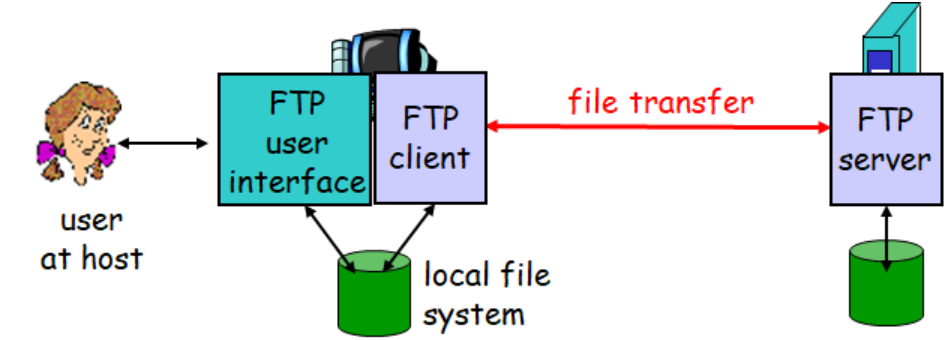 FTP
user
interface
FTP
client
file transfer
FTP
server
user
at host
local file
system